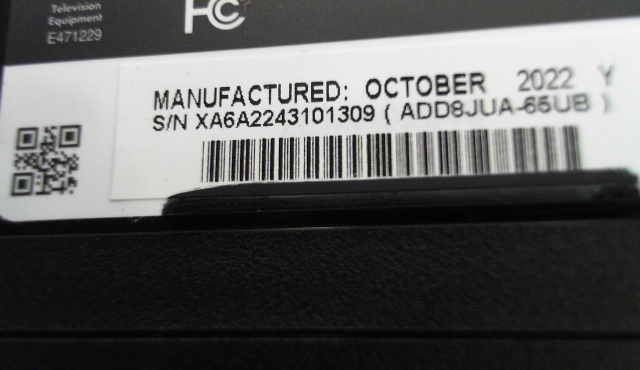 Television
Equipment
E471229
FC
MANUFACTURED: OCTOBER 2022 Y
S/N XA6A2243101309 ( ADD8JUA-65UB )